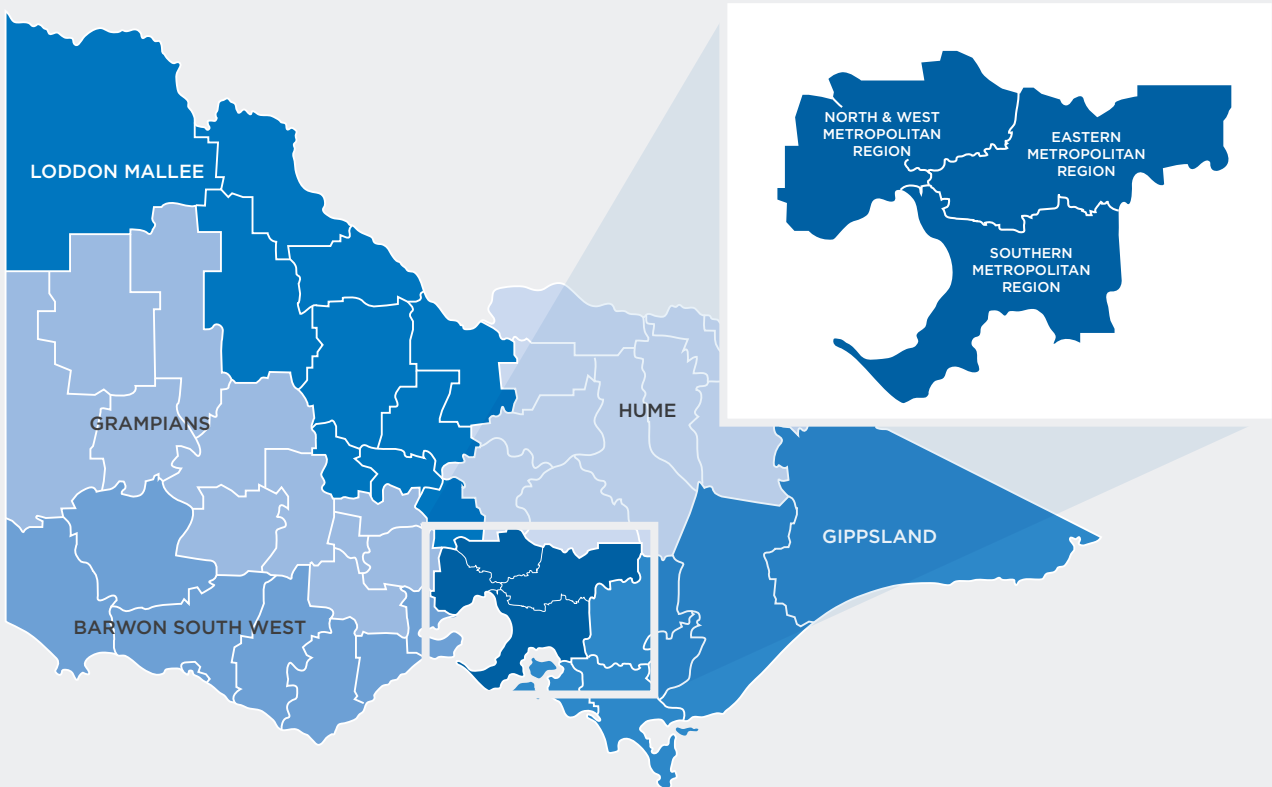 LODDON MALLEE
GRAMPIANS
BARWON SOUTH WEST
HUME
GIPPSLAND
NORTH & WEST
METROPOLITAN
REGION
EASTERN
METROPOLITAN
REGION
SOUTHERN
METROPOLITAN
REGION